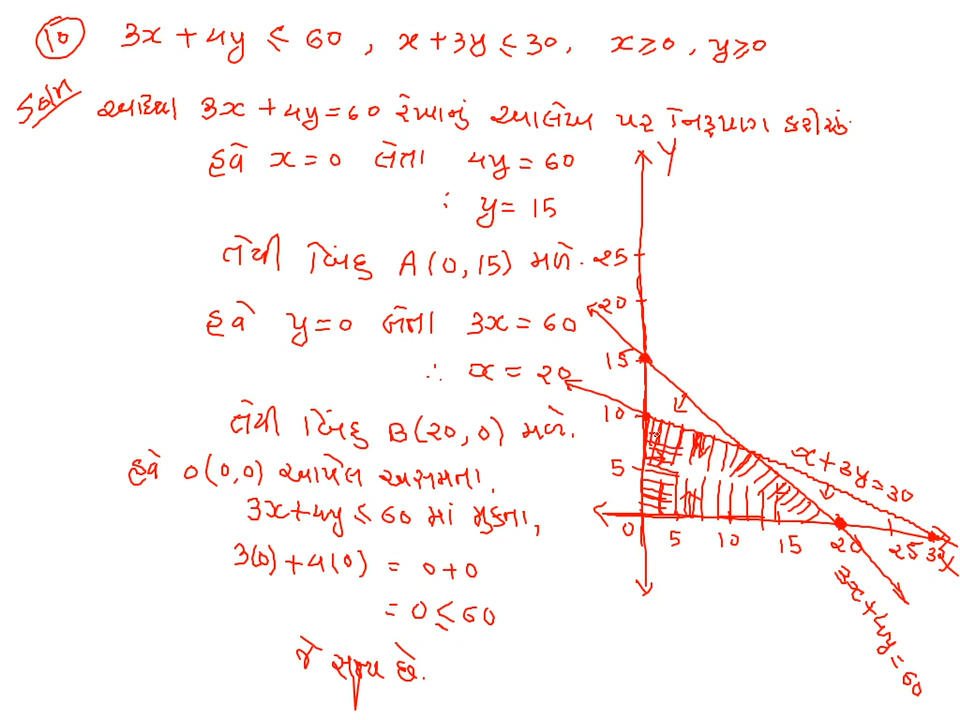 10 3x + 4y ≤ 60 , x + 3y ≤ 30 , x ≥ 0 , y ≥ 0
3x + 4y = 60 રેખાનું આલેખ પર નિરૂપણ કરીએ
હવે x = 0 લેતા 4y = 60
: y = 15
તેથી બિંદુ A(0,15) મળે.
હવે y = 0 લેતા 3x = 60
∴ x = 20
તેથી બિંદુ B(20,0) મળે.
હવે 0(0,0) આપેલ અસમતા
3x+4y ≤ 60 માં મુકતા,
3(0)+4(0) = 0+0
= 0 ≤ 60
જે સત્ય છે.
Y
25
20
15
10
5
0 5 10 15 20 25 30 X
x+3y=30
3x+4y=60